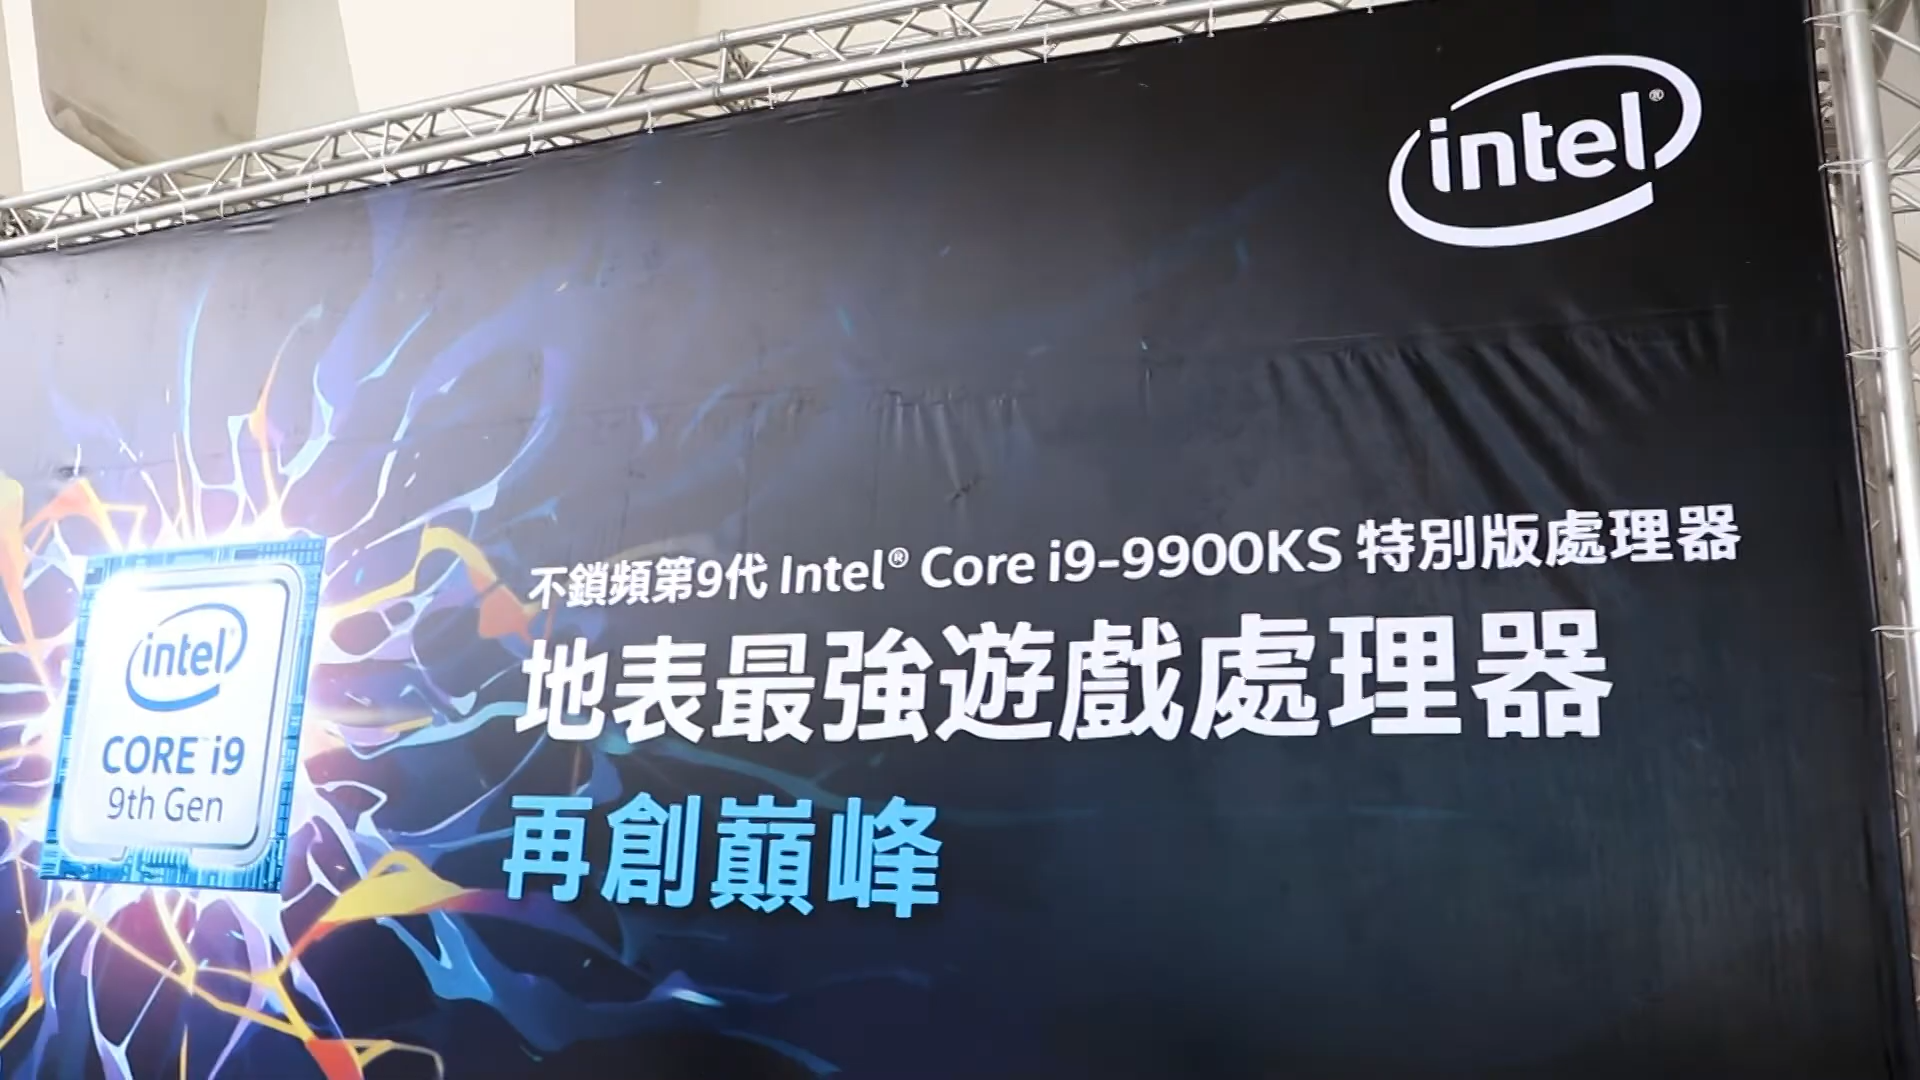 intel®
不鎖頻第9代 Intel® Core i9-9900KS 特別版處理器
地表最強遊戲處理器
再創巔峰
intel®
CORE™ i9
9th Gen